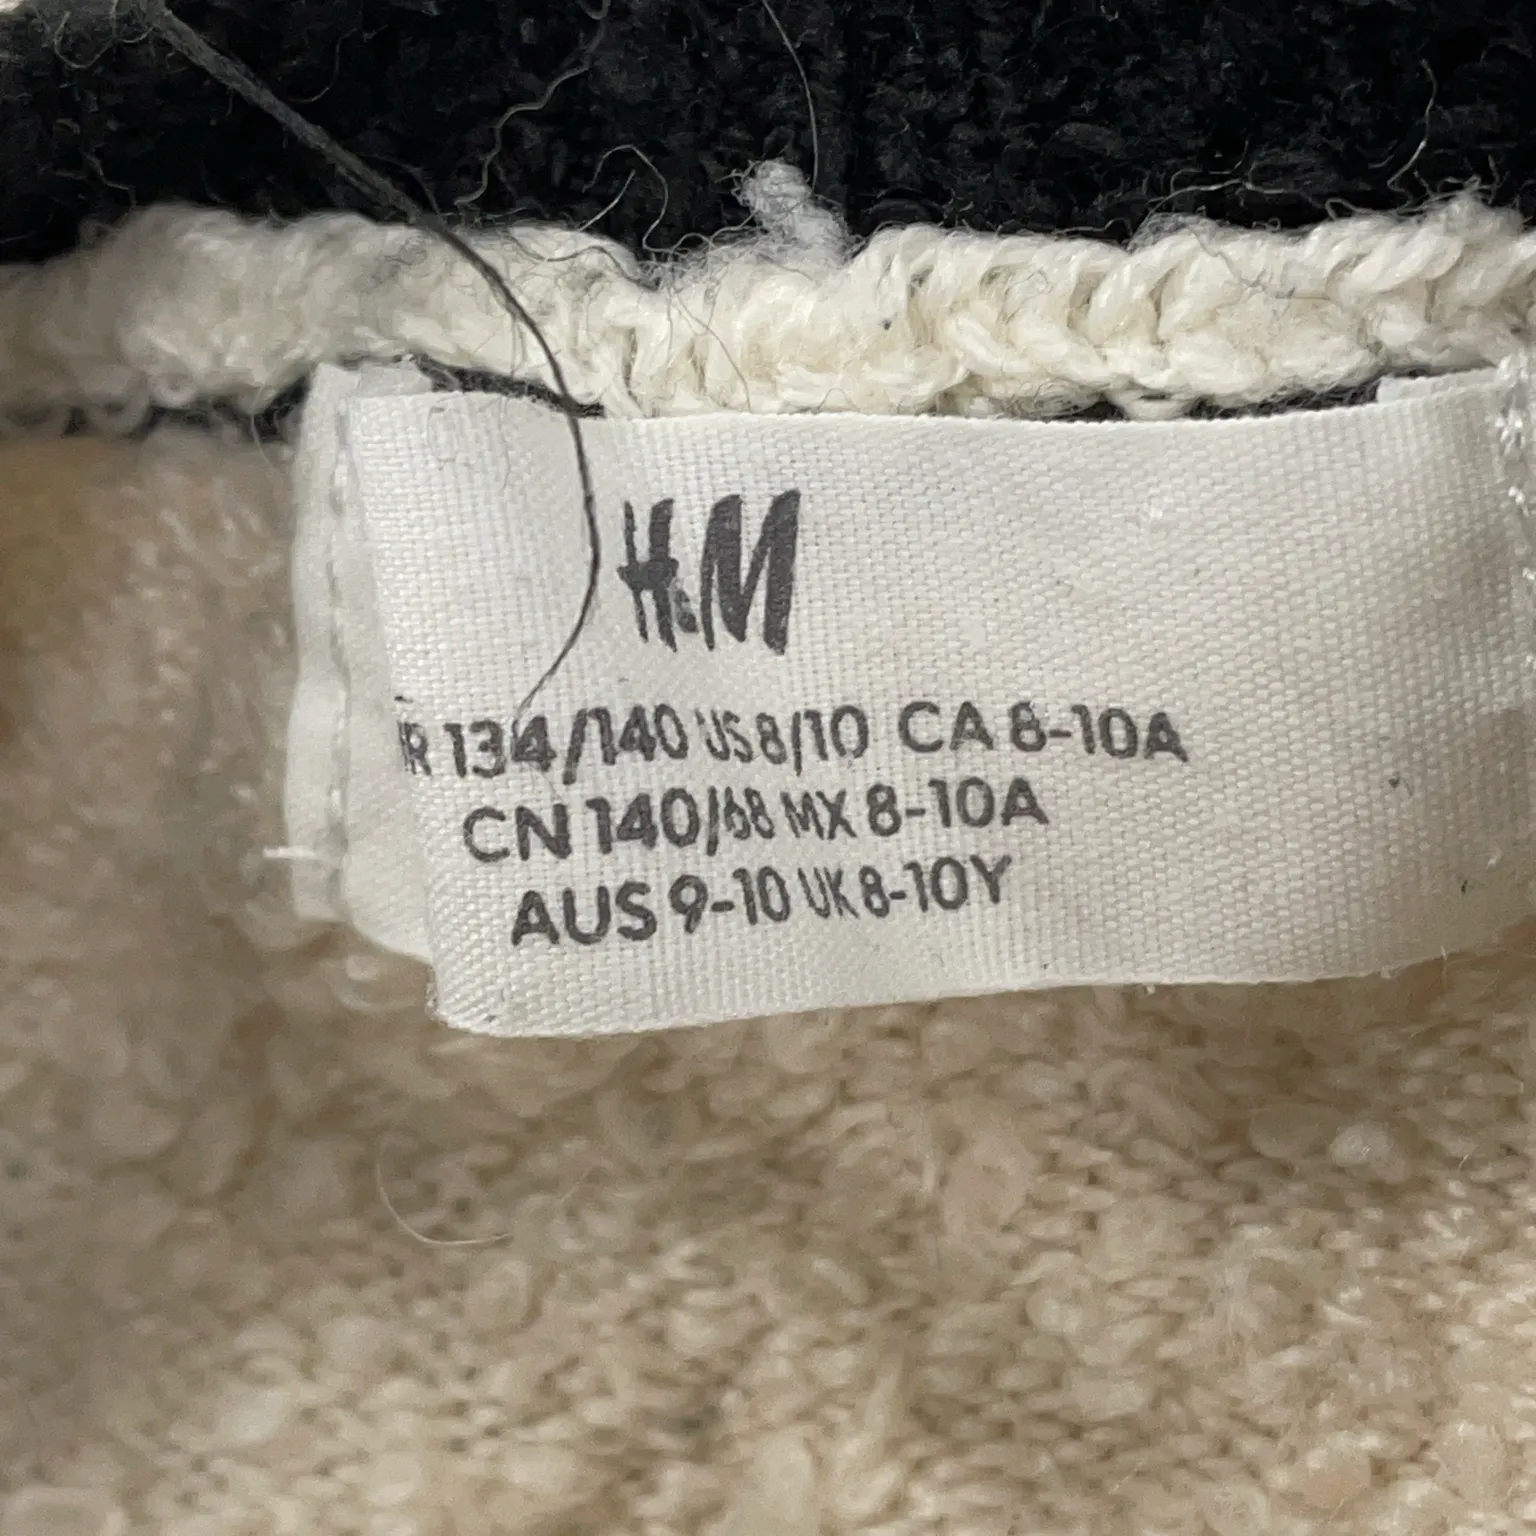 H&M
134/140 US 8/10 CA 8-10A
CN 140/68 MX 8-10A
AUS 9-10 UK 8-10Y